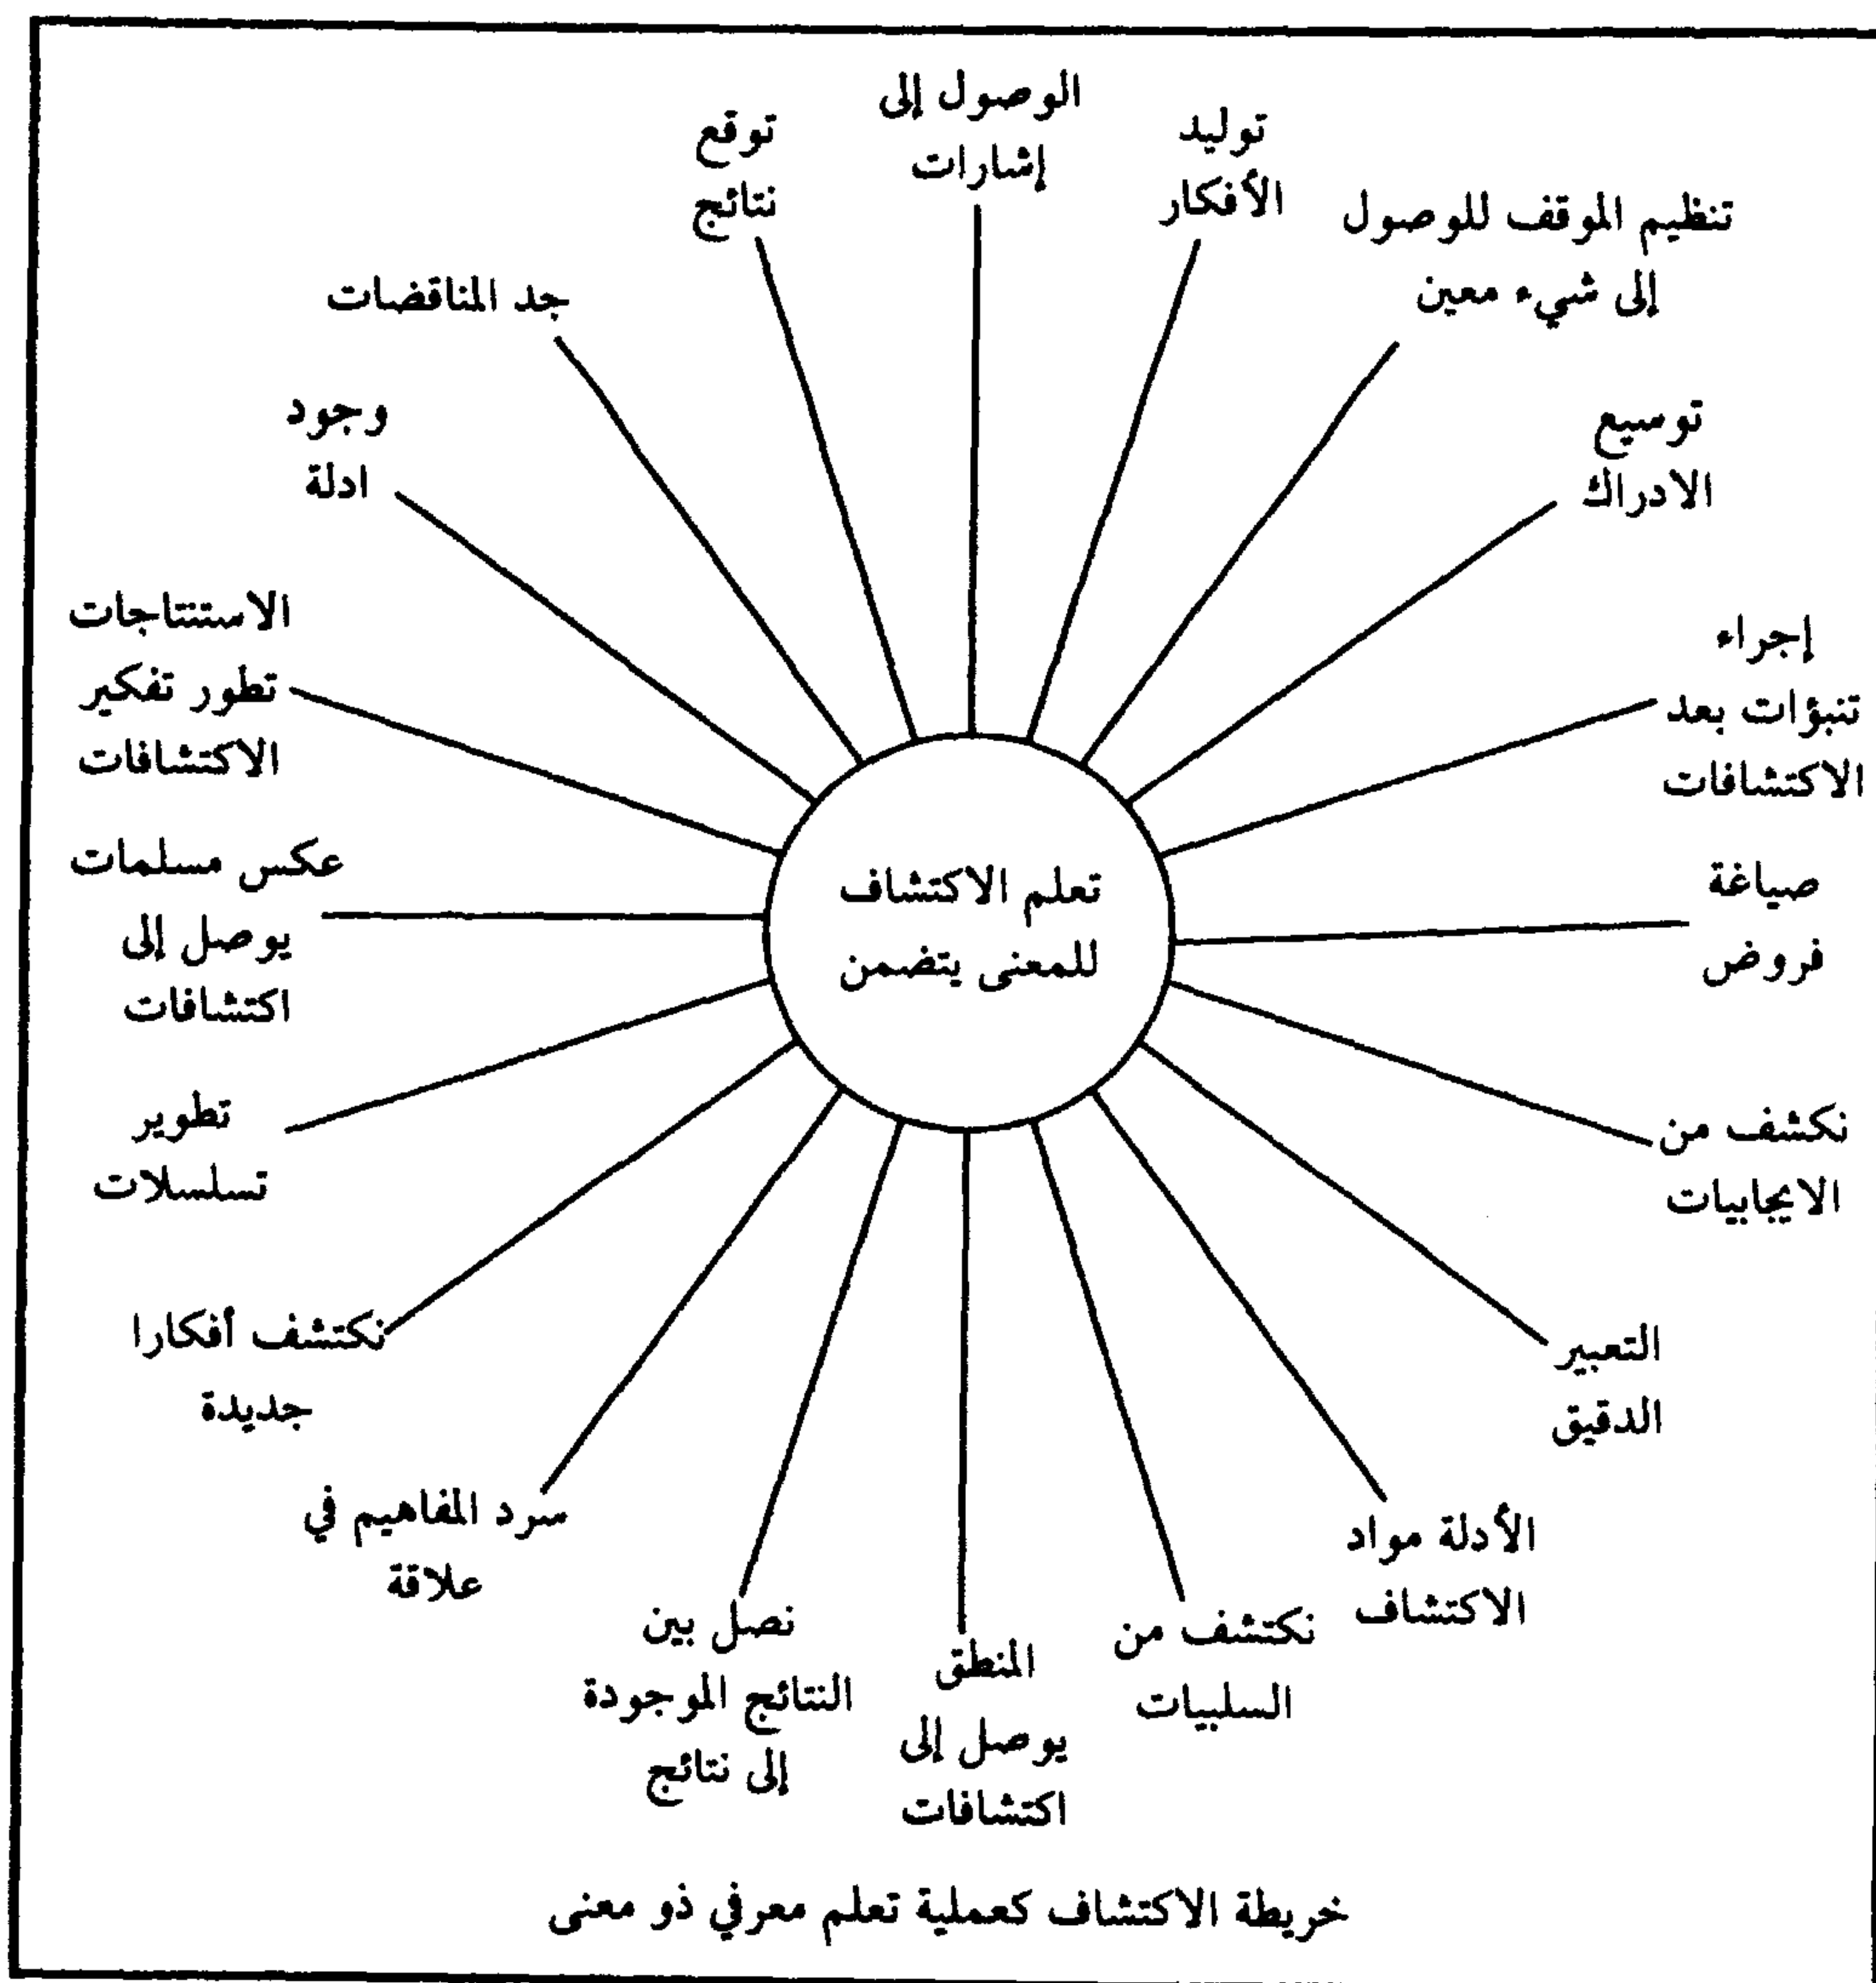 الوصول إلى
إشارات
توليد
الأفكار
تنظيم الموقف للوصول
إلى شيء معين
توسيع
الادراك
إجراء
تنبؤات بعد
الاكتشافات
صياغة
فروض
نكشف من
الايجابيات
التعبير
الدقيق
الأدلة مواد
الاكتشاف
نكتشف من
السلبيات
المنطق
يوصل إلى
اكتشافات
نصل بين
النتائج الموجودة
إلى نتائج
سرد المفاهيم في
علاقة
نكتشف أفكارا
جديدة
تطوير
تسلسلات
عكس مسلمات
يوصل إلى
اكتشافات
الاستنتاجات
تطور تفكير
الاكتشافات
وجود
ادلة
جد المناقضات
توقع
نتائج
تعلم الاكتشاف
للمعنى يتضمن
خريطة الاكتشاف كعملية تعلم معرفي ذو معنى